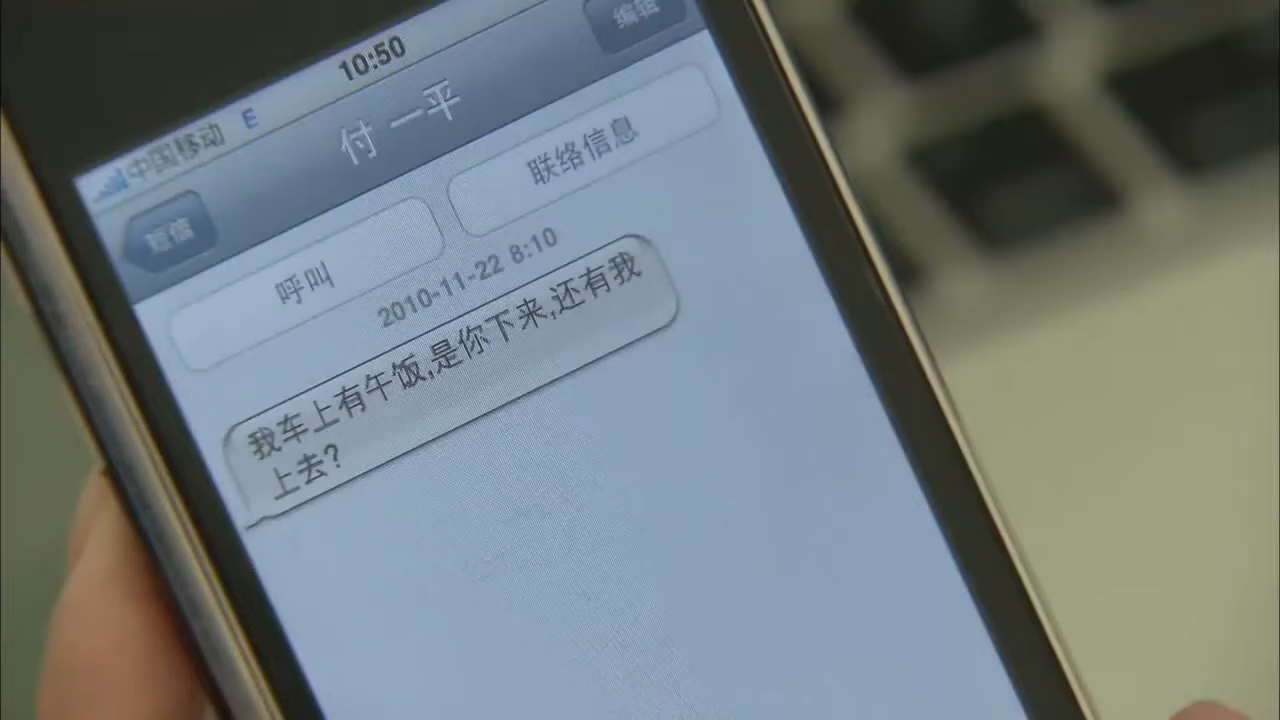 10:50
中国移动 E
编辑
付 一平
短信
联络信息
呼叫
2010-11-22 8:10
我车上有午饭,是你下来,还有我
上去?